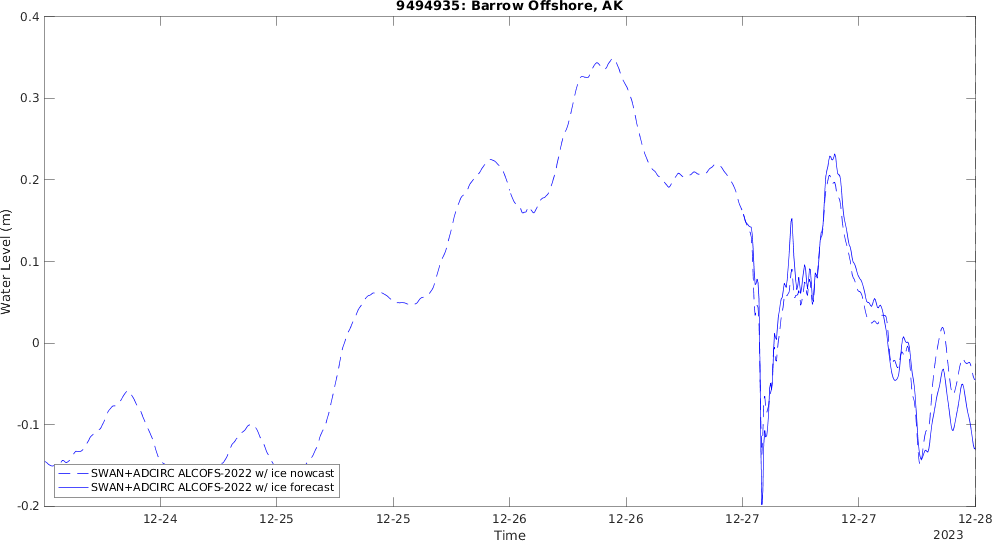 9494935: Barrow Offshore, AK
0.4
0.3
0.2
0.1
0
-0.1
-0.2
Water Level (m)
SWAN+ADCIRC ALCOFS-2022 w/ ice nowcast
SWAN+ADCIRC ALCOFS-2022 w/ ice forecast
12-24 12-25 12-25 12-26 12-26 12-27 12-27 12-28
Time
2023